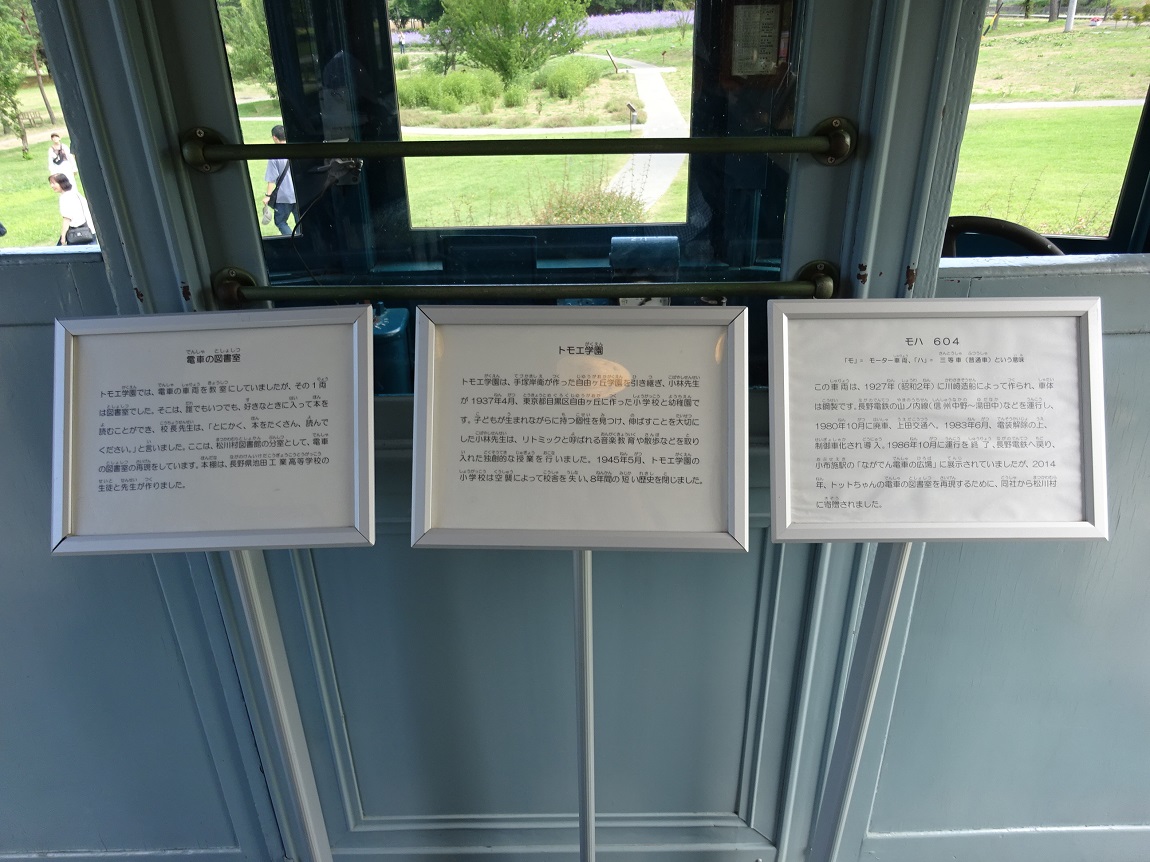 電車の図書室
トモエ学園では、電車の車両を教室にしていましたが、その1両
は図書室でした。そこは、誰でもいつでも、好きなときに入って本を
読むことができ、校長先生は、「とにかく、本をたくさん、読んで
ください。」と言いました。ここは、松川村図書館の分室として、電車
の図書室の再現をしています。本棚は、長野県池田工業高等学校の
生徒と先生が作りました。
トモエ学園
トモエ学園は、手塚岸衛が作った自由ヶ丘学園を引き継ぎ、小林先生
が1937年4月、東京都目黒区自由ヶ丘に作った小学校と幼稚園で
す。子どもが生まれながらに持つ個性を見つけ、伸ばすことを大切に
した小林先生は、リトミックと呼ばれる音楽教育や散歩などを取り
入れた独創的な授業を行いました。1945年5月、トモエ学園の
小学校は空襲によって校舎を失い、8年間の短い歴史を閉じました。
モハ 604
「モ」＝ モーター車両、「ハ」＝ 三等車（普通車）という意味
この車両は、1927年（昭和2年）に川崎造船によって作られ、車体
は鋼製です。長野電鉄の山ノ内線（信州中野～湯田中）などを運行し、
1980年10月に廃車、上田交通へ、1983年6月、電装解除の上、
制御車化され導入、1986年10月に運行を終了、長野電鉄へ戻り、
小布施駅の「ながでん電車の広場」に展示されていましたが、2014
年、トットちゃんの電車の図書室を再現するために、同社から松川村
に寄贈されました。